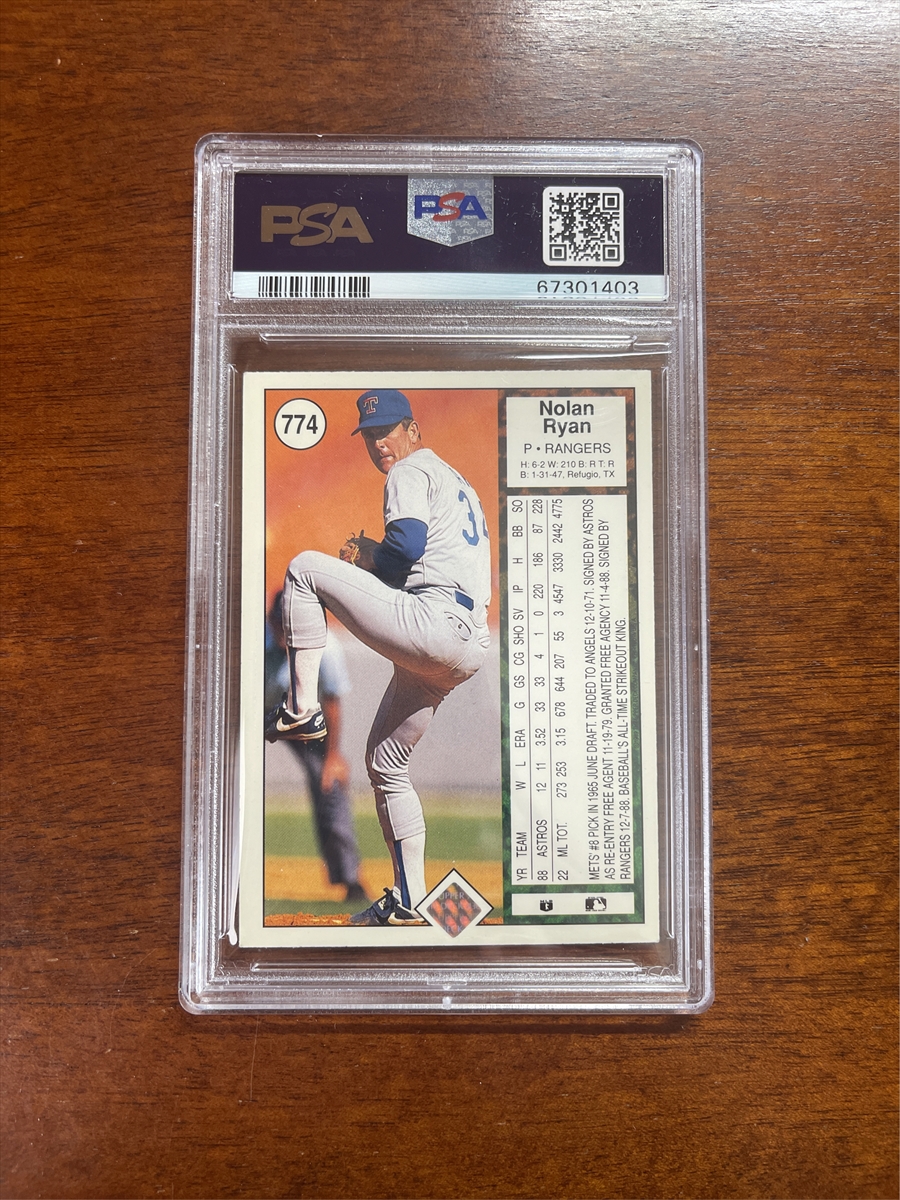 PSA
PSA
67301403
774
T
34
Nolan
Ryan
P • RANGERS
H: 6-2 W: 210 B: R T: R
B: 1-31-47, Refugio, TX
YR TEAM W L ERA G GS CG SHO SV IP H BB SO
88 ASTROS 12 11 3.52 33 33 4 1 0 220 186 87 228
22 ML TOT. 273 253 3.15 678 644 207 55 3 4547 3330 2442 4775
METS' #8 PICK IN 1965 JUNE DRAFT. TRADED TO ANGELS 12-10-71. SIGNED BY ASTROS
AS RE-ENTRY FREE AGENT 11-19-79. GRANTED FREE AGENCY 11-4-88. SIGNED BY
RANGERS 12-7-88. BASEBALL'S ALL-TIME STRIKEOUT KING.